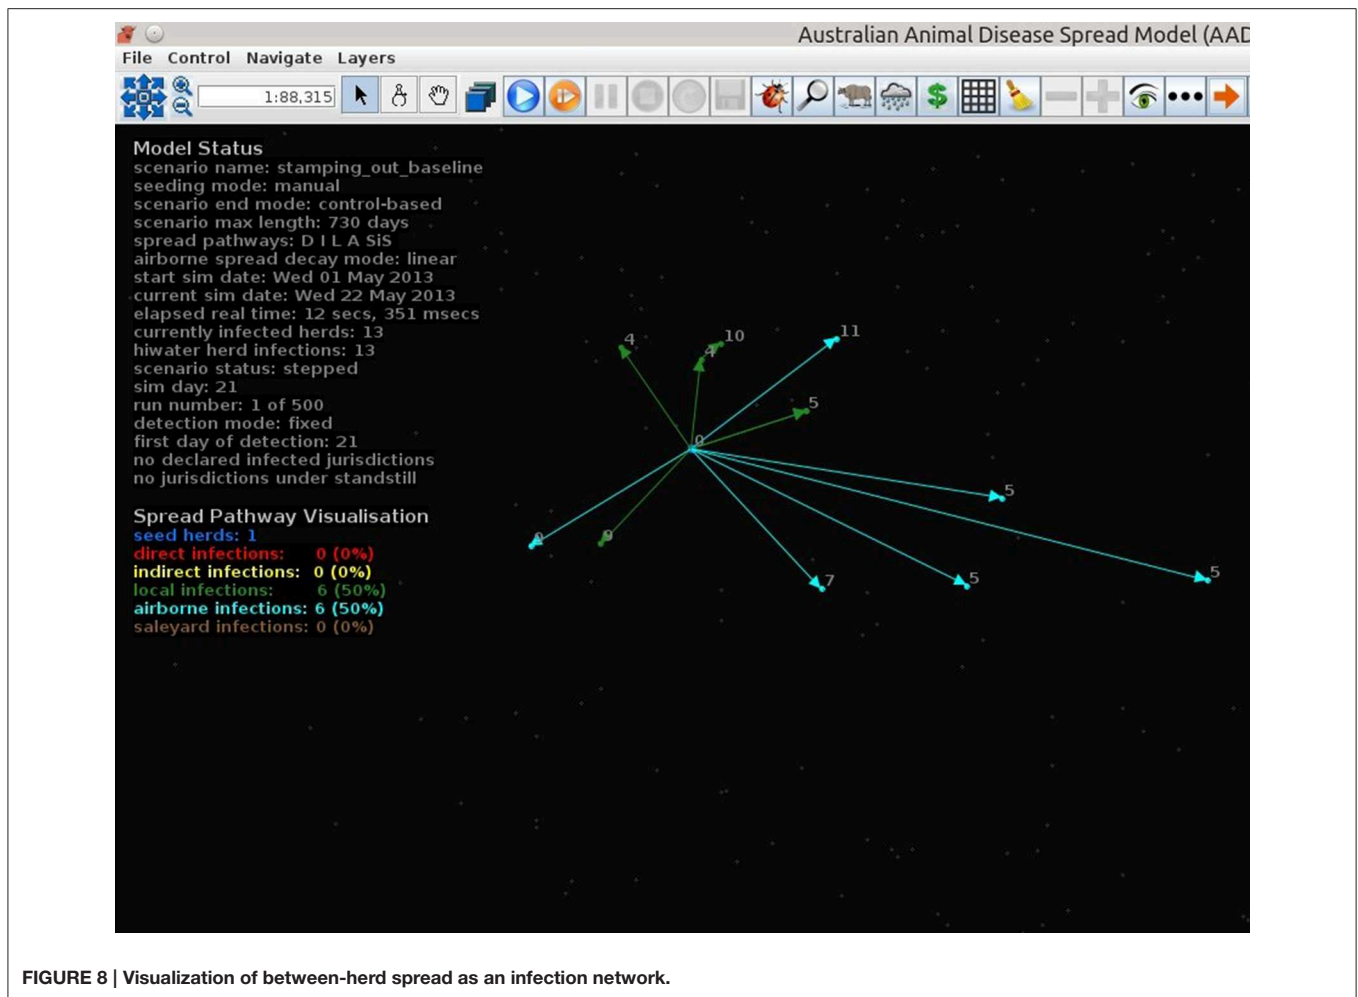 Australian Animal Disease Spread Model (AAD
File Control Navigate Layers
1:88,315
Model Status
scenario name: stamping_out_baseline
seeding mode: manual
scenario end mode: control-based
scenario max length: 730 days
spread pathways: D I L A SiS
airborne spread decay mode: linear
start sim date: Wed 01 May 2013
current sim date: Wed 22 May 2013
elapsed real time: 12 secs, 351 msecs
currently infected herds: 13
hiwater herd infections: 13
scenario status: stepped
sim day: 21
run number: 1 of 500
detection mode: fixed
first day of detection: 21
no declared infected jurisdictions
no jurisdictions under standstill
Spread Pathway Visualisation
seed herds: 1
direct infections: 0 (0%)
indirect infections: 0 (0%)
local infections: 6 (50%)
airborne infections: 6 (50%)
saleyard infections: 0 (0%)
4
10
4
11
5
0
5
9
7
5
5
FIGURE 8 | Visualization of between-herd spread as an infection network.